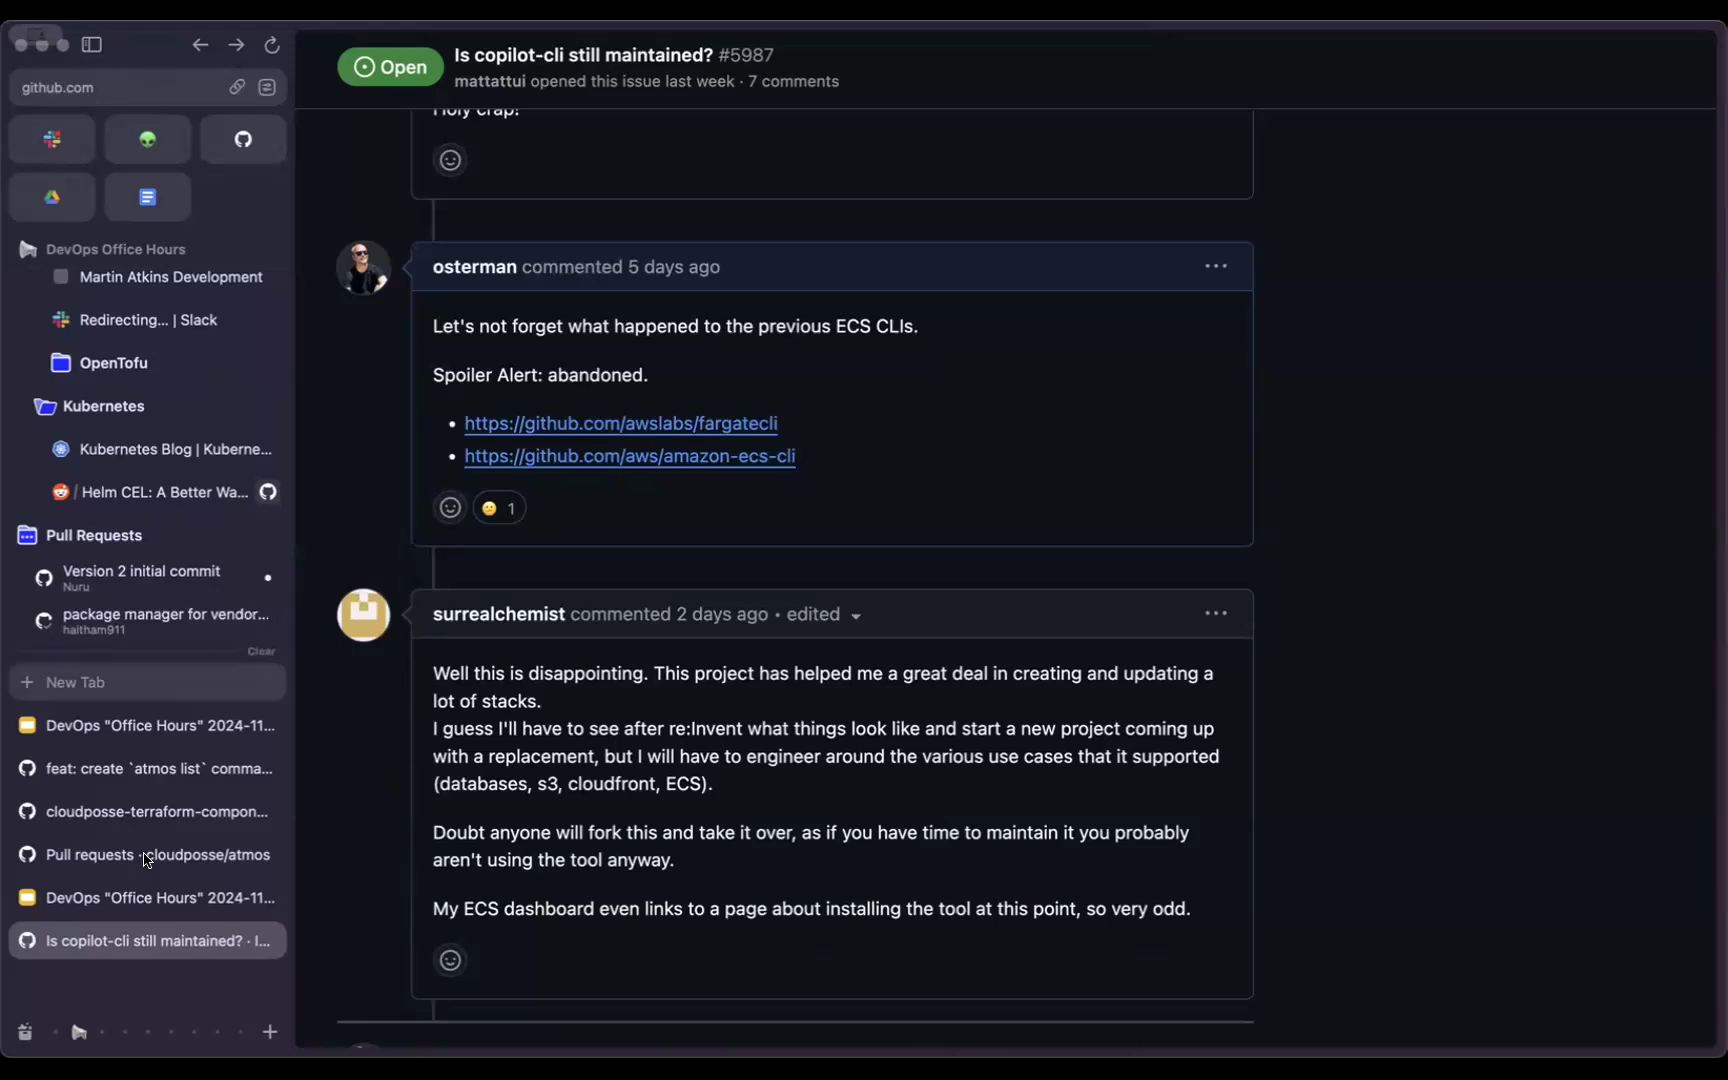 github.com
DevOps Office Hours
Martin Atkins Development
Redirecting... | Slack
OpenTofu
Kubernetes
Kubernetes Blog | Kuberne...
/ Helm CEL: A Better Wa...
Pull Requests
Version 2 initial commit
Nuru
package manager for vendor...
haitham911
Clear
+ New Tab
DevOps "Office Hours" 2024-11...
feat: create `atmos list` comma...
cloudposse-terraform-compon...
Pull requests · cloudposse/atmos
DevOps "Office Hours" 2024-11...
Is copilot-cli still maintained? · I...
Open
Is copilot-cli still maintained? #5987
mattattui opened this issue last week · 7 comments
Holy crap!
osterman commented 5 days ago
Let's not forget what happened to the previous ECS CLIs.
Spoiler Alert: abandoned.
• https://github.com/awslabs/fargatecli
• https://github.com/aws/amazon-ecs-cli
1
surrealchemist commented 2 days ago • edited
Well this is disappointing. This project has helped me a great deal in creating and updating a
lot of stacks.
I guess I'll have to see after re:Invent what things look like and start a new project coming up
with a replacement, but I will have to engineer around the various use cases that it supported
(databases, s3, cloudfront, ECS).
Doubt anyone will fork this and take it over, as if you have time to maintain it you probably
aren't using the tool anyway.
My ECS dashboard even links to a page about installing the tool at this point, so very odd.